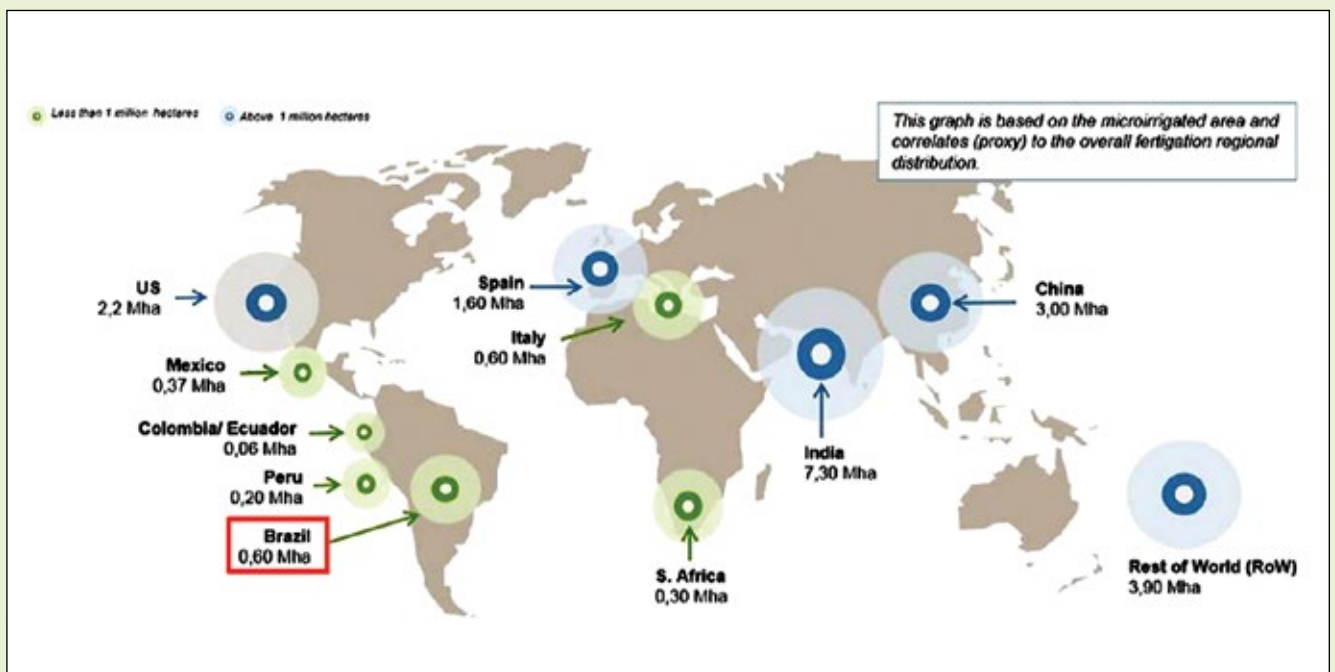 Less than 1 million hectares
Above 1 million hectares
This graph is based on the microirrigated area and
correlates (proxy) to the overall fertigation regional
distribution.
US
2,2 Mha
Spain
1,60 Mha
China
3,00 Mha
Italy
0,60 Mha
Mexico
0,37 Mha
Colombia/ Ecuador
0,06 Mha
India
7,30 Mha
Peru
0,20 Mha
Brazil
0,60 Mha
S. Africa
0,30 Mha
Rest of World (RoW)
3,90 Mha